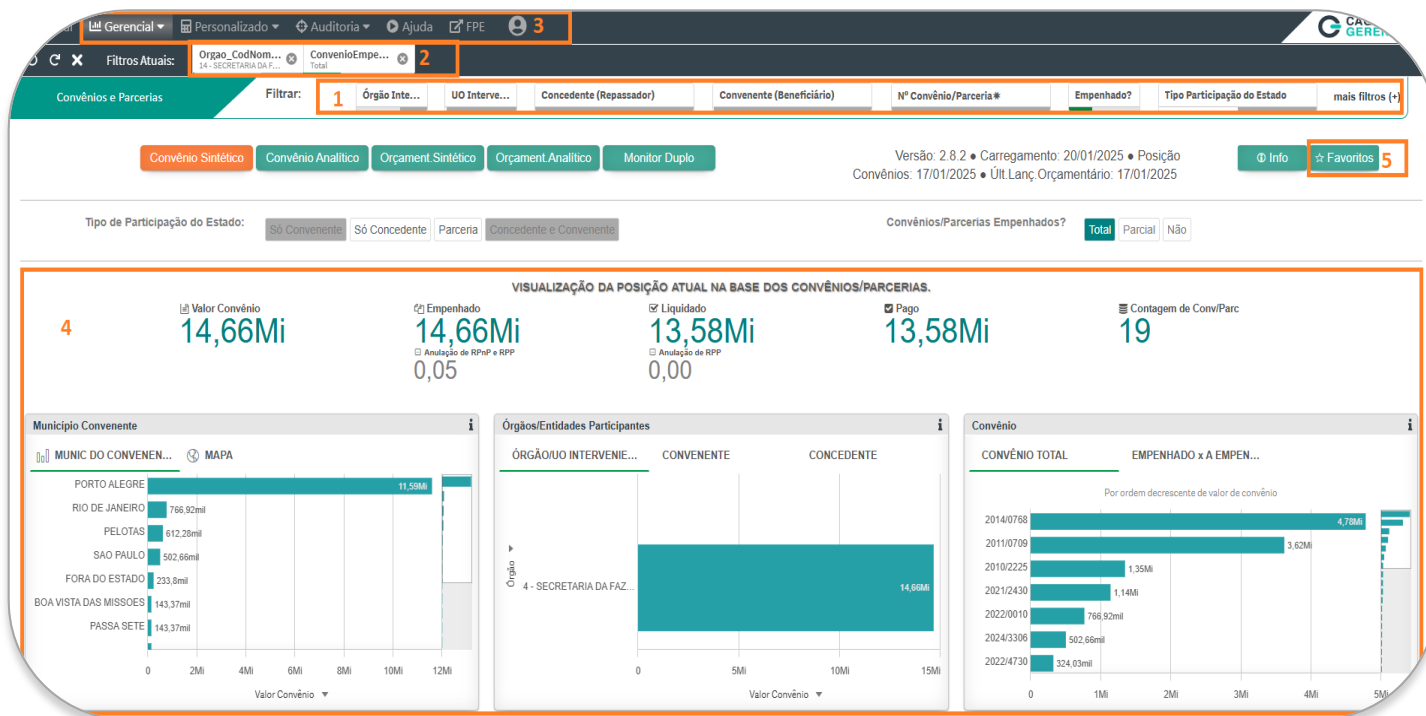 Gerencial ▾ Personalizado ▾ Auditoria ▾ Ajuda FPE 3
GEREN
Filtros Atuais: Orgao_CodNom... ConvenioEmpe... 2
14 - SECRETARIA DA F... Total
Convênios e Parcerias Filtrar: 1 Órgão Inte... UO Interve... Concedente (Repassador) Convenente (Beneficiário) Nº Convênio/Parceria✷ Empenhado? Tipo Participação do Estado mais filtros (+)
Convênio Sintético Convênio Analítico Orçament.Sintético Orçament.Analítico Monitor Duplo
Versão: 2.8.2 ● Carregamento: 20/01/2025 ● Posição
Convênios: 17/01/2025 ● Últ.Lanç.Orçamentário: 17/01/2025
Info ☆ Favoritos 5
Tipo de Participação do Estado: Só Convenente Só Concedente Parceria Concedente e Convenente
Convênios/Parcerias Empenhados? Total Parcial Não
VISUALIZAÇÃO DA POSIÇÃO ATUAL NA BASE DOS CONVÊNIOS/PARCERIAS.
4
Valor Convênio
14,66Mi
Empenhado
14,66Mi
Anulação de RPnP e RPP
0,05
Liquidado
13,58Mi
Anulação de RPP
0,00
Pago
13,58Mi
Contagem de Conv/Parc
19
Município Convenente i
MUNIC DO CONVENEN... MAPA
PORTO ALEGRE 11,59Mi
RIO DE JANEIRO 766,92mil
PELOTAS 612,28mil
SAO PAULO 502,66mil
FORA DO ESTADO 233,8mil
BOA VISTA DAS MISSOES 143,37mil
PASSA SETE 143,37mil
0 2Mi 4Mi 6Mi 8Mi 10Mi 12Mi
Valor Convênio ▼
Órgãos/Entidades Participantes i
ÓRGÃO/UO INTERVENIE... CONVENENTE CONCEDENTE
Órgão
4 - SECRETARIA DA FAZ... 14,66Mi
0 5Mi 10Mi 15Mi
Valor Convênio ▼
Convênio i
CONVÊNIO TOTAL EMPENHADO x A EMPEN...
Por ordem decrescente de valor de convênio
2014/0768 4,78Mi
2011/0709 3,62Mi
2010/2225 1,35Mi
2021/2430 1,14Mi
2022/0010 766,92mil
2024/3306 502,66mil
2022/4730 324,03mil
0 1Mi 2Mi 3Mi 4Mi 5Mi